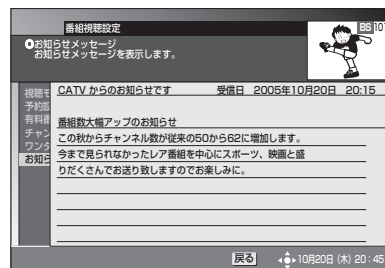 番組視聴設定
BS 10
お知らせメッセージ
お知らせメッセージを表示します。
視聴モ
予約設
有料番
チャン
ワンタ
お知ら
CATV からのお知らせです 受信日 2005年10月20日 20:15
番組数大幅アップのお知らせ
この秋からチャンネル数が従来の50から62に増加します。
今まで見られなかったレア番組を中心にスポーツ、映画と盛
りだくさんでお送り致しますのでお楽しみに。
戻る 10月20日 (木) 20:45